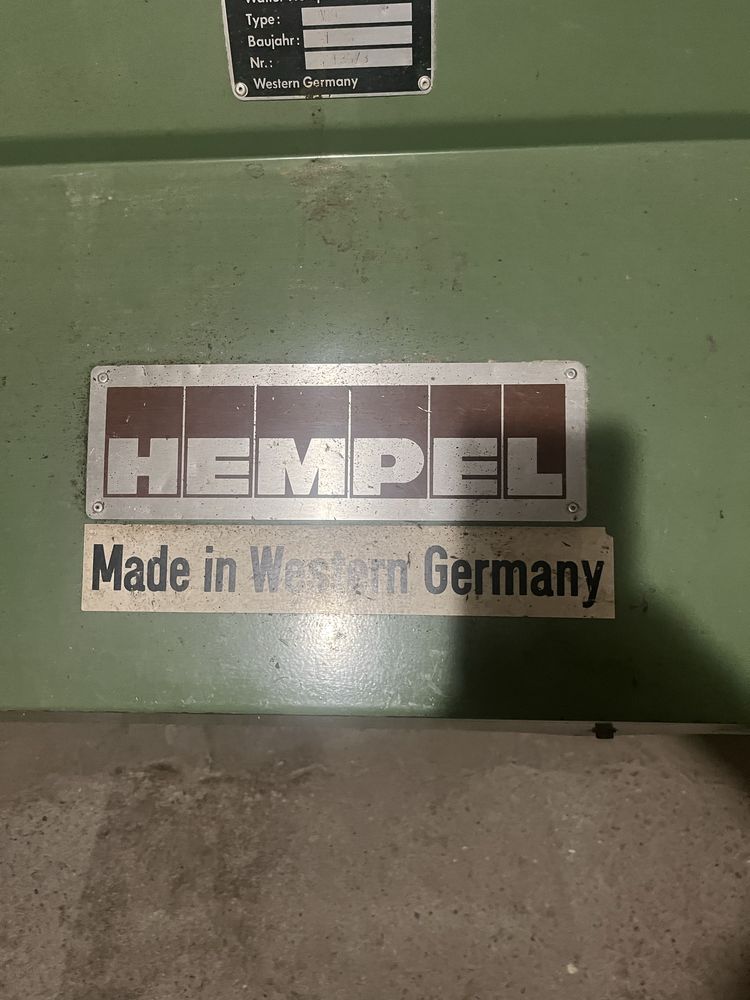 Type:
Baujahr:
Nr.:
Western Germany
HEMPEL
Made in Western Germany